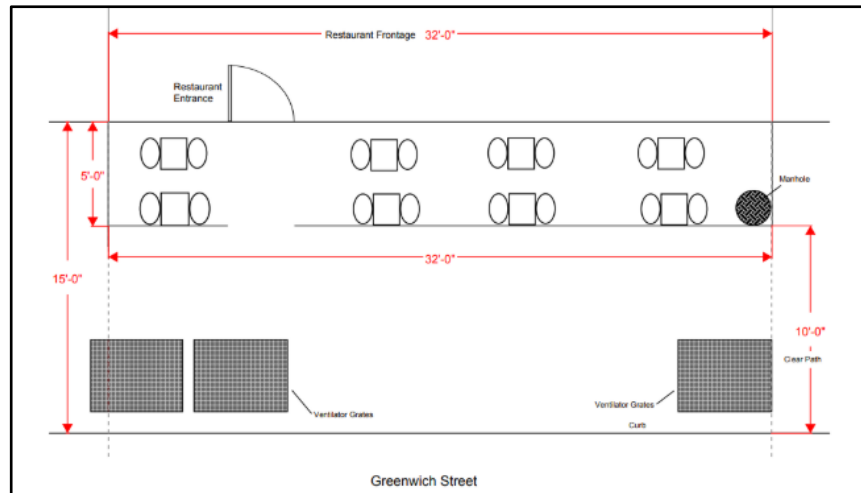 Restaurant Frontage 32'-0"
Restaurant
Entrance
5'-0"
Manhole
32'-0"
15'-0"
10'-0"
Clear Path
Ventilator Grates
Ventilator Grates
Curb
Greenwich Street